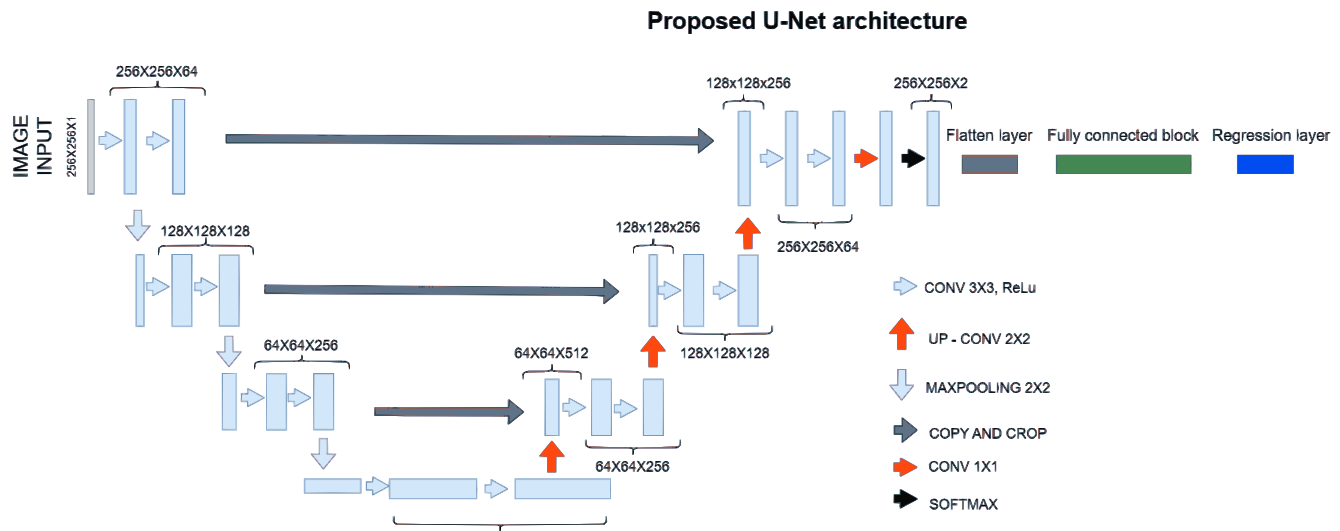 Proposed U-Net architecture
IMAGE
INPUT
256X256X1
256X256X64
128x128x256
256X256X2
Flatten layer
Fully connected block
Regression layer
256X256X64
128X128X128
128x128x256
128X128X128
64X64X256
64X64X512
64X64X256
CONV 3X3, ReLu
UP - CONV 2X2
MAXPOOLING 2X2
COPY AND CROP
CONV 1X1
SOFTMAX